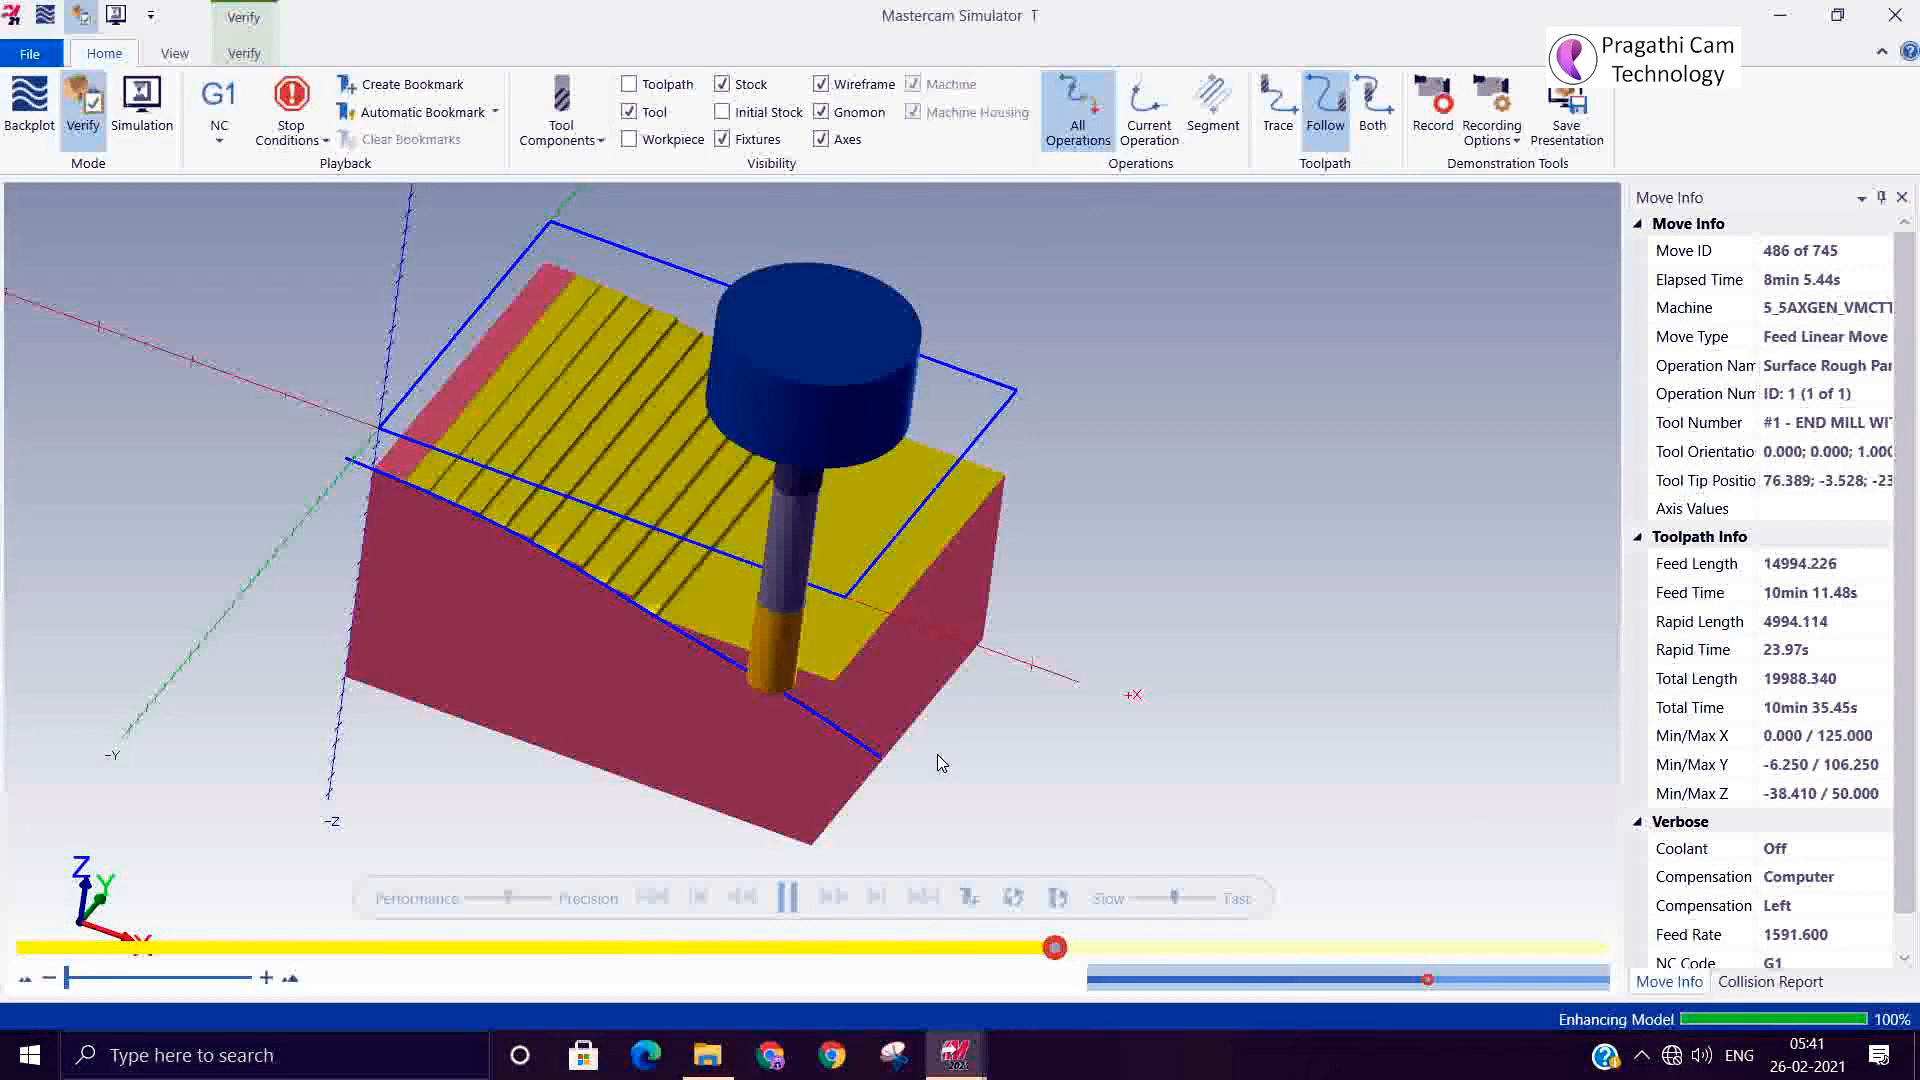 Verify
Mastercam Simulator T
File
Home
View
Verify
Pragathi Cam
Technology
Backplot
Verify
Simulation
Mode
G1
NC
Stop
Conditions
Create Bookmark
Automatic Bookmark
Clear Bookmarks
Playback
Tool
Components
Toolpath
Tool
Workpiece
Stock
Initial Stock
Fixtures
Wireframe
Gnomon
Axes
Machine
Machine Housing
Visibility
All
Operations
Current
Operation
Segment
Operations
Trace
Follow
Both
Toolpath
Record
Recording
Options
Save
Presentation
Demonstration Tools
+X
-Y
-Z
Z
Y
X
Performance
Precision
Slow
Fast
Move Info
Move Info
Move ID 486 of 745
Elapsed Time 8min 5.44s
Machine 5_5AXGEN_VMCTT
Move Type Feed Linear Move
Operation Nam Surface Rough Par
Operation Num ID: 1 (1 of 1)
Tool Number #1 - END MILL WI
Tool Orientatio 0.000; 0.000; 1.000
Tool Tip Positio 76.389; -3.528; -23
Axis Values
Toolpath Info
Feed Length 14994.226
Feed Time 10min 11.48s
Rapid Length 4994.114
Rapid Time 23.97s
Total Length 19988.340
Total Time 10min 35.45s
Min/Max X 0.000 / 125.000
Min/Max Y -6.250 / 106.250
Min/Max Z -38.410 / 50.000
Verbose
Coolant Off
Compensation Computer
Compensation Left
Feed Rate 1591.600
NC Code G1
Move Info
Collision Report
Enhancing Model 100%
Type here to search
ENG
05:41
26-02-2021